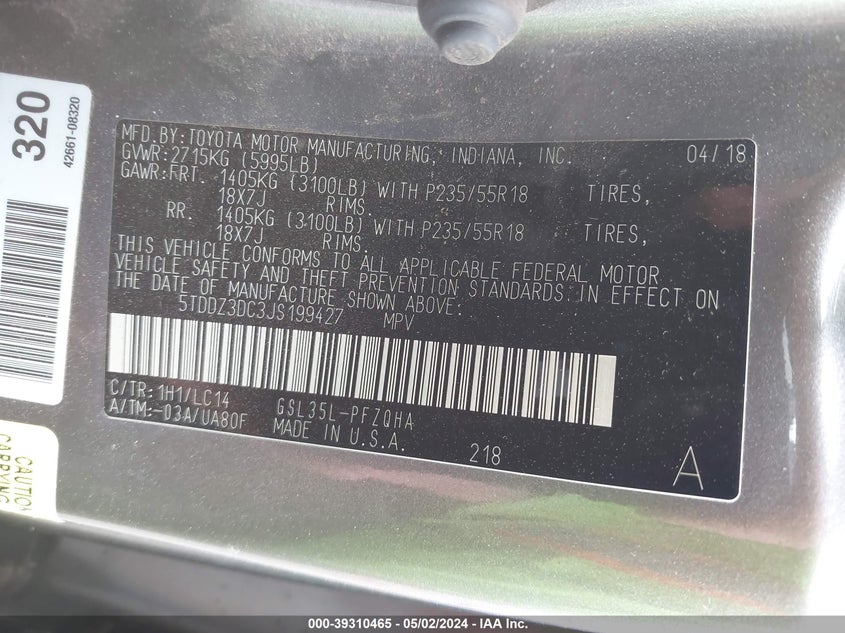 320
42661-08320
MFD.BY:TOYOTA MOTOR MANUFACTURING, INDIANA, INC. 04/18
GVWR:2715KG (5995LB)
GAWR:FRT. 1405KG (3100LB) WITH P235/55R18 TIRES,
18X7J RIMS.
RR. 1405KG (3100LB) WITH P235/55R18 TIRES,
18X7J RIMS.
THIS VEHICLE CONFORMS TO ALL APPLICABLE FEDERAL MOTOR
VEHICLE SAFETY AND THEFT PREVENTION STANDARDS IN EFFECT ON
THE DATE OF MANUFACTURE SHOWN ABOVE.
5TDDZ3DC3JS199427 MPV
C/TR:1H1/LC14 GSL35L-PFZQHA
A/TM:-03A/UA80F MADE IN U.S.A. 218 A
CAUTIO
CARRYING
000-39310465 - 05/02/2024 - IAA Inc.